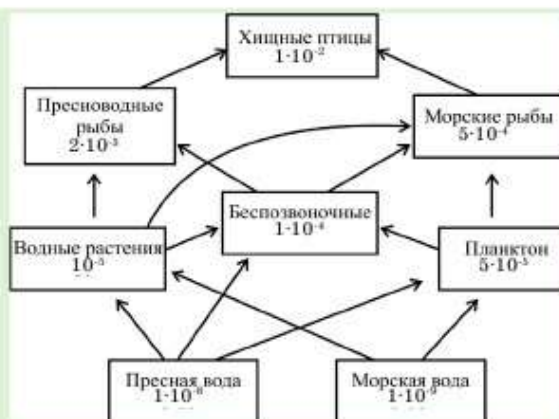 Хищные птицы
1·10⁻²
Пресноводные
рыбы
2·10⁻³
Морские рыбы
5·10⁻⁴
Беспозвоночные
1·10⁻⁴
Водные растения
10⁻⁵
Планктон
5·10⁻⁵
Пресная вода
1·10⁻⁸
Морская вода
1·10⁻⁹